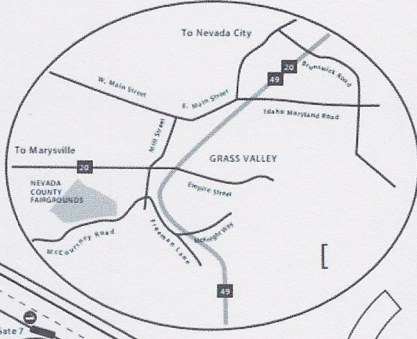 To Nevada City
20
49
Brunswick Road
W. Main Street
E. Main Street
Idaho Maryland Road
Mill Street
To Marysville
20
GRASS VALLEY
NEVADA
COUNTY
FAIRGROUNDS
Empire Street
Freeman Lane
McKnight Way
McCourtney Road
49
Gate 7